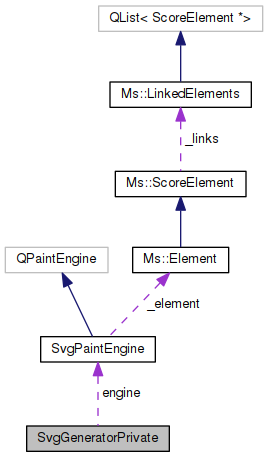 QList< ScoreElement *>
Ms::LinkedElements
_links
Ms::ScoreElement
QPaintEngine
Ms::Element
_element
SvgPaintEngine
engine
SvgGeneratorPrivate